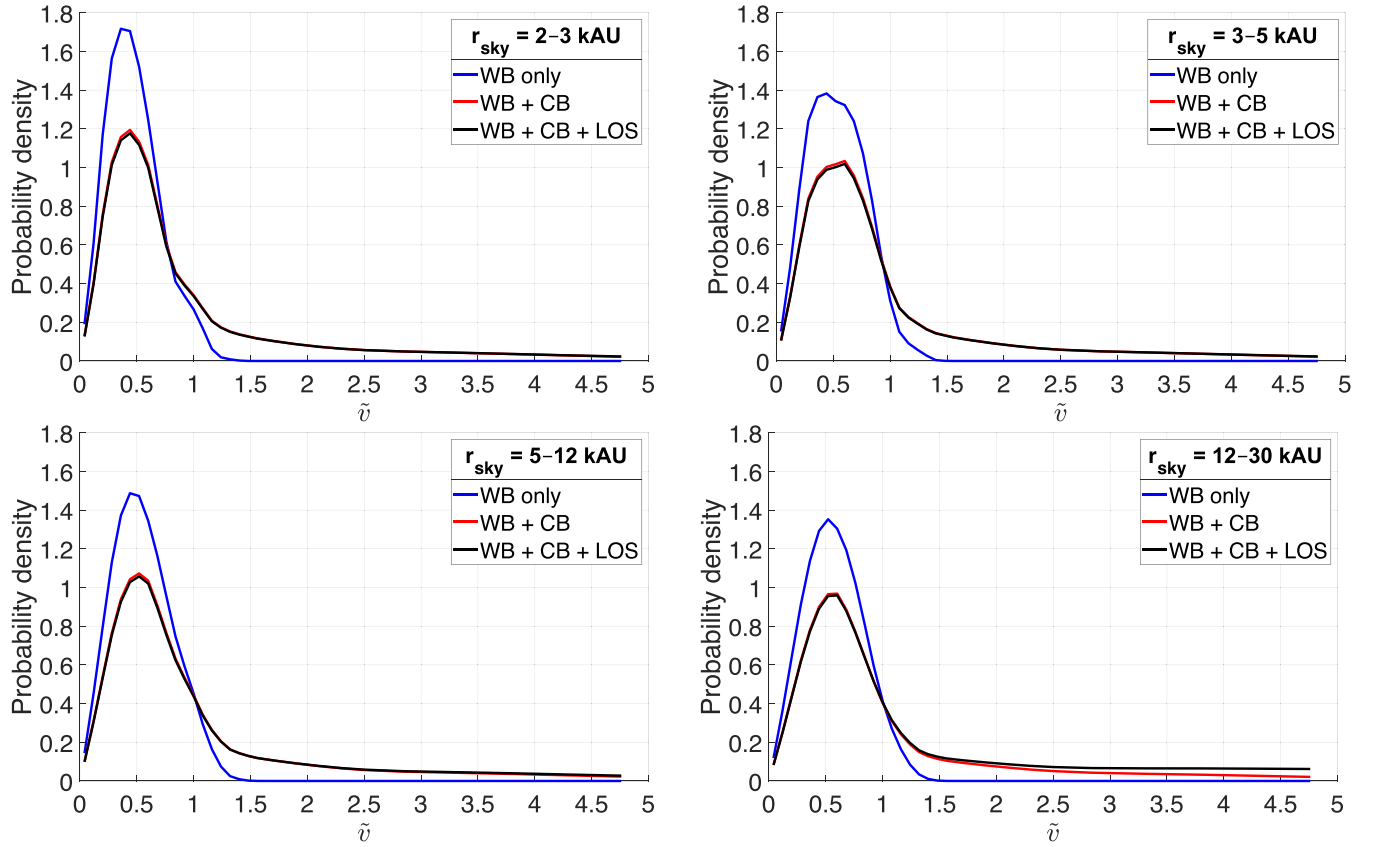 r_sky = 2–3 kAU
WB only
WB + CB
WB + CB + LOS
Probability density
1.8
1.6
1.4
1.2
1
0.8
0.6
0.4
0.2
0
0 0.5 1 1.5 2 2.5 3 3.5 4 4.5 5
ṽ
r_sky = 3–5 kAU
WB only
WB + CB
WB + CB + LOS
Probability density
1.8
1.6
1.4
1.2
1
0.8
0.6
0.4
0.2
0
0 0.5 1 1.5 2 2.5 3 3.5 4 4.5 5
ṽ
r_sky = 5–12 kAU
WB only
WB + CB
WB + CB + LOS
Probability density
1.8
1.6
1.4
1.2
1
0.8
0.6
0.4
0.2
0
0 0.5 1 1.5 2 2.5 3 3.5 4 4.5 5
ṽ
r_sky = 12–30 kAU
WB only
WB + CB
WB + CB + LOS
Probability density
1.8
1.6
1.4
1.2
1
0.8
0.6
0.4
0.2
0
0 0.5 1 1.5 2 2.5 3 3.5 4 4.5 5
ṽ